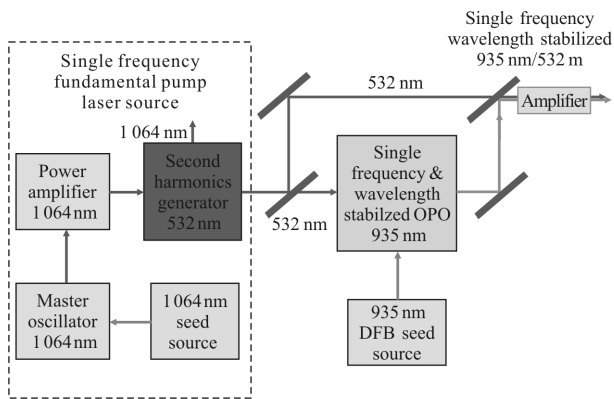 Single frequency
wavelength stabilized
935 nm/532 m
Single frequency
fundamental pump
laser source
532 nm
Amplifier
1 064 nm
Power
amplifier
1 064 nm
Second
harmonics
generator
532 nm
Single
frequency &
wavelength
stabilzed OPO
935 nm
532 nm
Master
oscillator
1 064 nm
1 064 nm
seed
source
935 nm
DFB seed
source